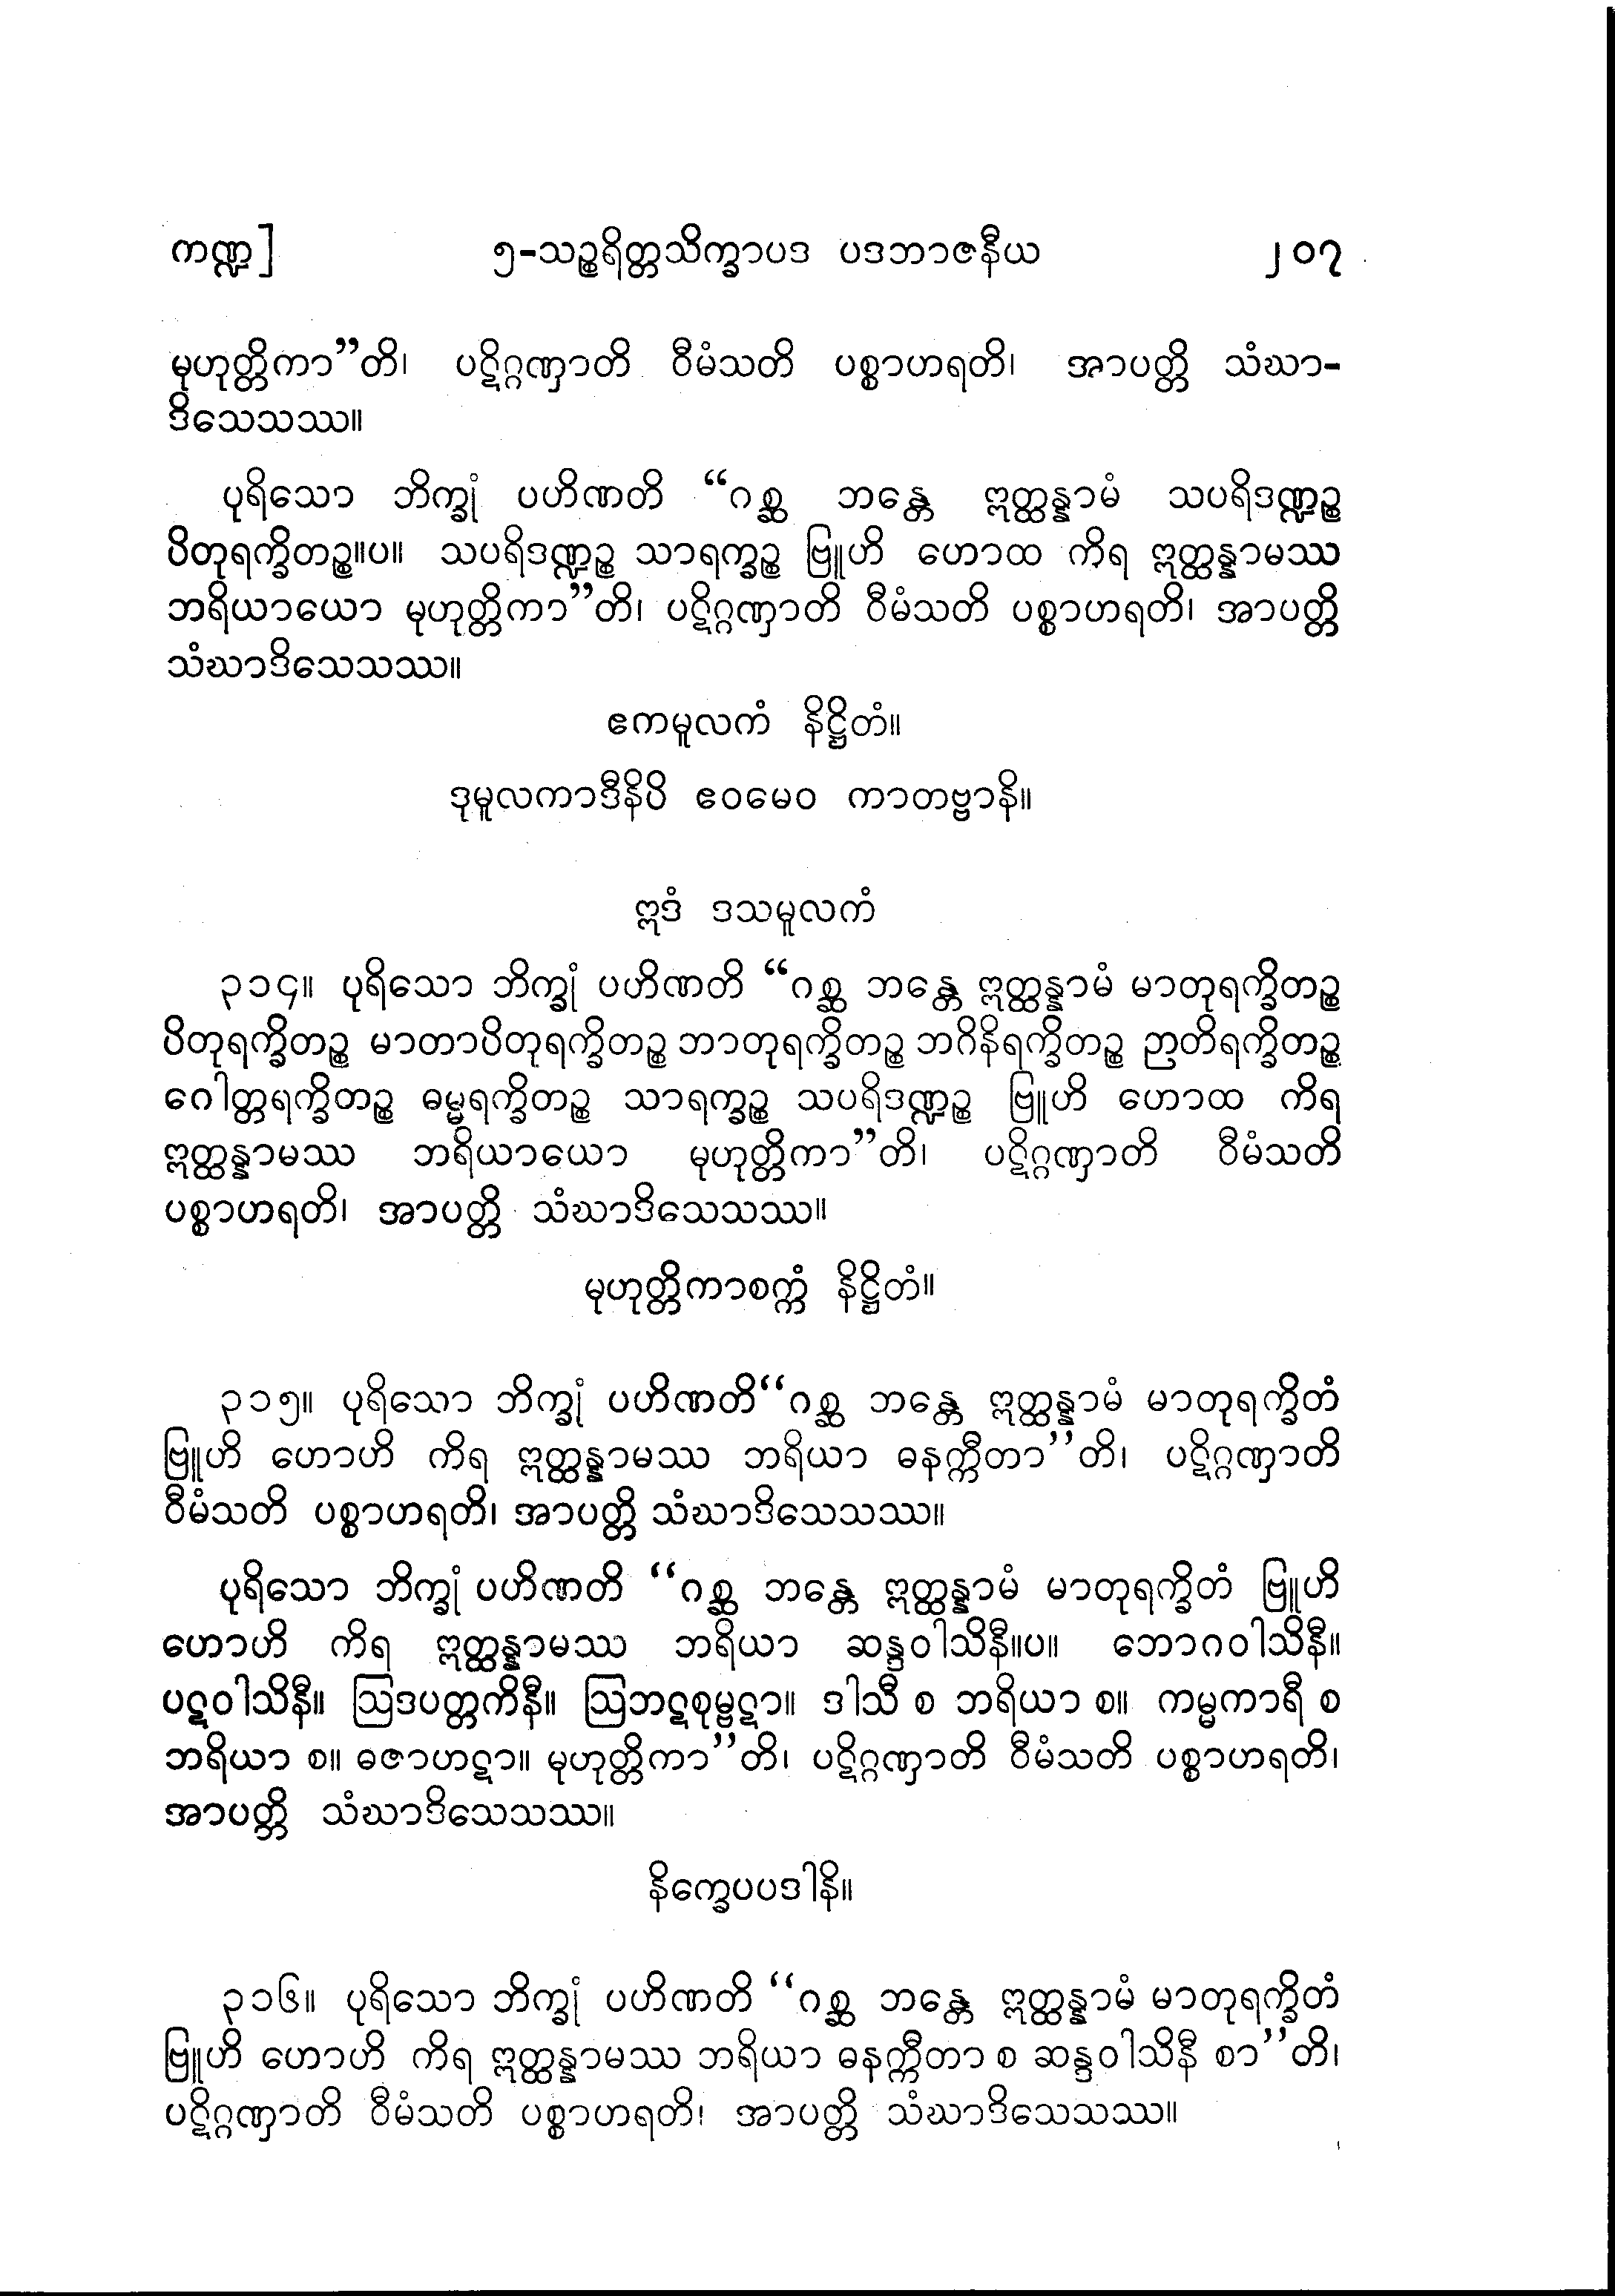 ကဏ္ဍ] ၅-သဉ္စရိတ္တသိက္ခာပဒ ပဒဘာဇနီယ ၂၀၇
မုဟုတ္တိကာ”တိ၊ ပဋိဂ္ဂဏှာတိ ဝီမံသတိ ပစ္စာဟရတိ၊ အာပတ္တိ သံဃာ-
ဒိသေသဿ။
ပုရိသော ဘိက္ခုံ ပဟိဏတိ “ဂစ္ဆ ဘန္တေ ဣတ္ထန္နာမံ သပရိဒဏ္ဍဉ္စ
ပိတုရက္ခိတဉ္စ။ပ။ သပရိဒဏ္ဍဉ္စ သာရက္ခဉ္စ ဗြူဟိ ဟောထ ကိရ ဣတ္ထန္နာမဿ
ဘရိယာယော မုဟုတ္တိကာ”တိ၊ ပဋိဂ္ဂဏှာတိ ဝီမံသတိ ပစ္စာဟရတိ၊ အာပတ္တိ
သံဃာဒိသေသဿ။
ဧကမူလကံ နိဋ္ဌိတံ။
ဒုမူလကာဒီနိပိ ဧဝမေဝ ကာတဗ္ဗာနိ။
ဣဒံ ဒသမူလကံ
၃၁၄။ ပုရိသော ဘိက္ခုံ ပဟိဏတိ “ဂစ္ဆ ဘန္တေ ဣတ္ထန္နာမံ မာတုရက္ခိတဉ္စ
ပိတုရက္ခိတဉ္စ မာတာပိတုရက္ခိတဉ္စ ဘာတုရက္ခိတဉ္စ ဘဂိနိရက္ခိတဉ္စ ဉာတိရက္ခိတဉ္စ
ဂေါတ္တရက္ခိတဉ္စ ဓမ္မရက္ခိတဉ္စ သာရက္ခဉ္စ သပရိဒဏ္ဍဉ္စ ဗြူဟိ ဟောထ ကိရ
ဣတ္ထန္နာမဿ ဘရိယာယော မုဟုတ္တိကာ”တိ၊ ပဋိဂ္ဂဏှာတိ ဝီမံသတိ
ပစ္စာဟရတိ၊ အာပတ္တိ သံဃာဒိသေသဿ။
မုဟုတ္တိကာစက္ကံ နိဋ္ဌိတံ။
၃၁၅။ ပုရိသော ဘိက္ခုံ ပဟိဏတိ“ဂစ္ဆ ဘန္တေ ဣတ္ထန္နာမံ မာတုရက္ခိတံ
ဗြူဟိ ဟောဟိ ကိရ ဣတ္ထန္နာမဿ ဘရိယာ ဓနက္ကီတာ”တိ၊ ပဋိဂ္ဂဏှာတိ
ဝီမံသတိ ပစ္စာဟရတိ၊ အာပတ္တိ သံဃာဒိသေသဿ။
ပုရိသော ဘိက္ခုံ ပဟိဏတိ “ဂစ္ဆ ဘန္တေ ဣတ္ထန္နာမံ မာတုရက္ခိတံ ဗြူဟိ
ဟောဟိ ကိရ ဣတ္ထန္နာမဿ ဘရိယာ ဆန္ဒဝါသိနီ။ပ။ ဘောဂဝါသိနီ။
ပဋဝါသိနီ။ ဩဒပတ္တကိနီ။ ဩဘဋစုမ္ဗဋာ။ ဒါသီ စ ဘရိယာ စ။ ကမ္မကာရီ စ
ဘရိယာ စ။ ဓဇာဟဋာ။ မုဟုတ္တိကာ”တိ၊ ပဋိဂ္ဂဏှာတိ ဝီမံသတိ ပစ္စာဟရတိ၊
အာပတ္တိ သံဃာဒိသေသဿ။
နိက္ခေပပဒါနိ။
၃၁၆။ ပုရိသော ဘိက္ခုံ ပဟိဏတိ “ဂစ္ဆ ဘန္တေ ဣတ္ထန္နာမံ မာတုရက္ခိတံ
ဗြူဟိ ဟောဟိ ကိရ ဣတ္ထန္နာမဿ ဘရိယာ ဓနက္ကီတာ စ ဆန္ဒဝါသိနီ စာ”တိ၊
ပဋိဂ္ဂဏှာတိ ဝီမံသတိ ပစ္စာဟရတိ၊ အာပတ္တိ သံဃာဒိသေသဿ။